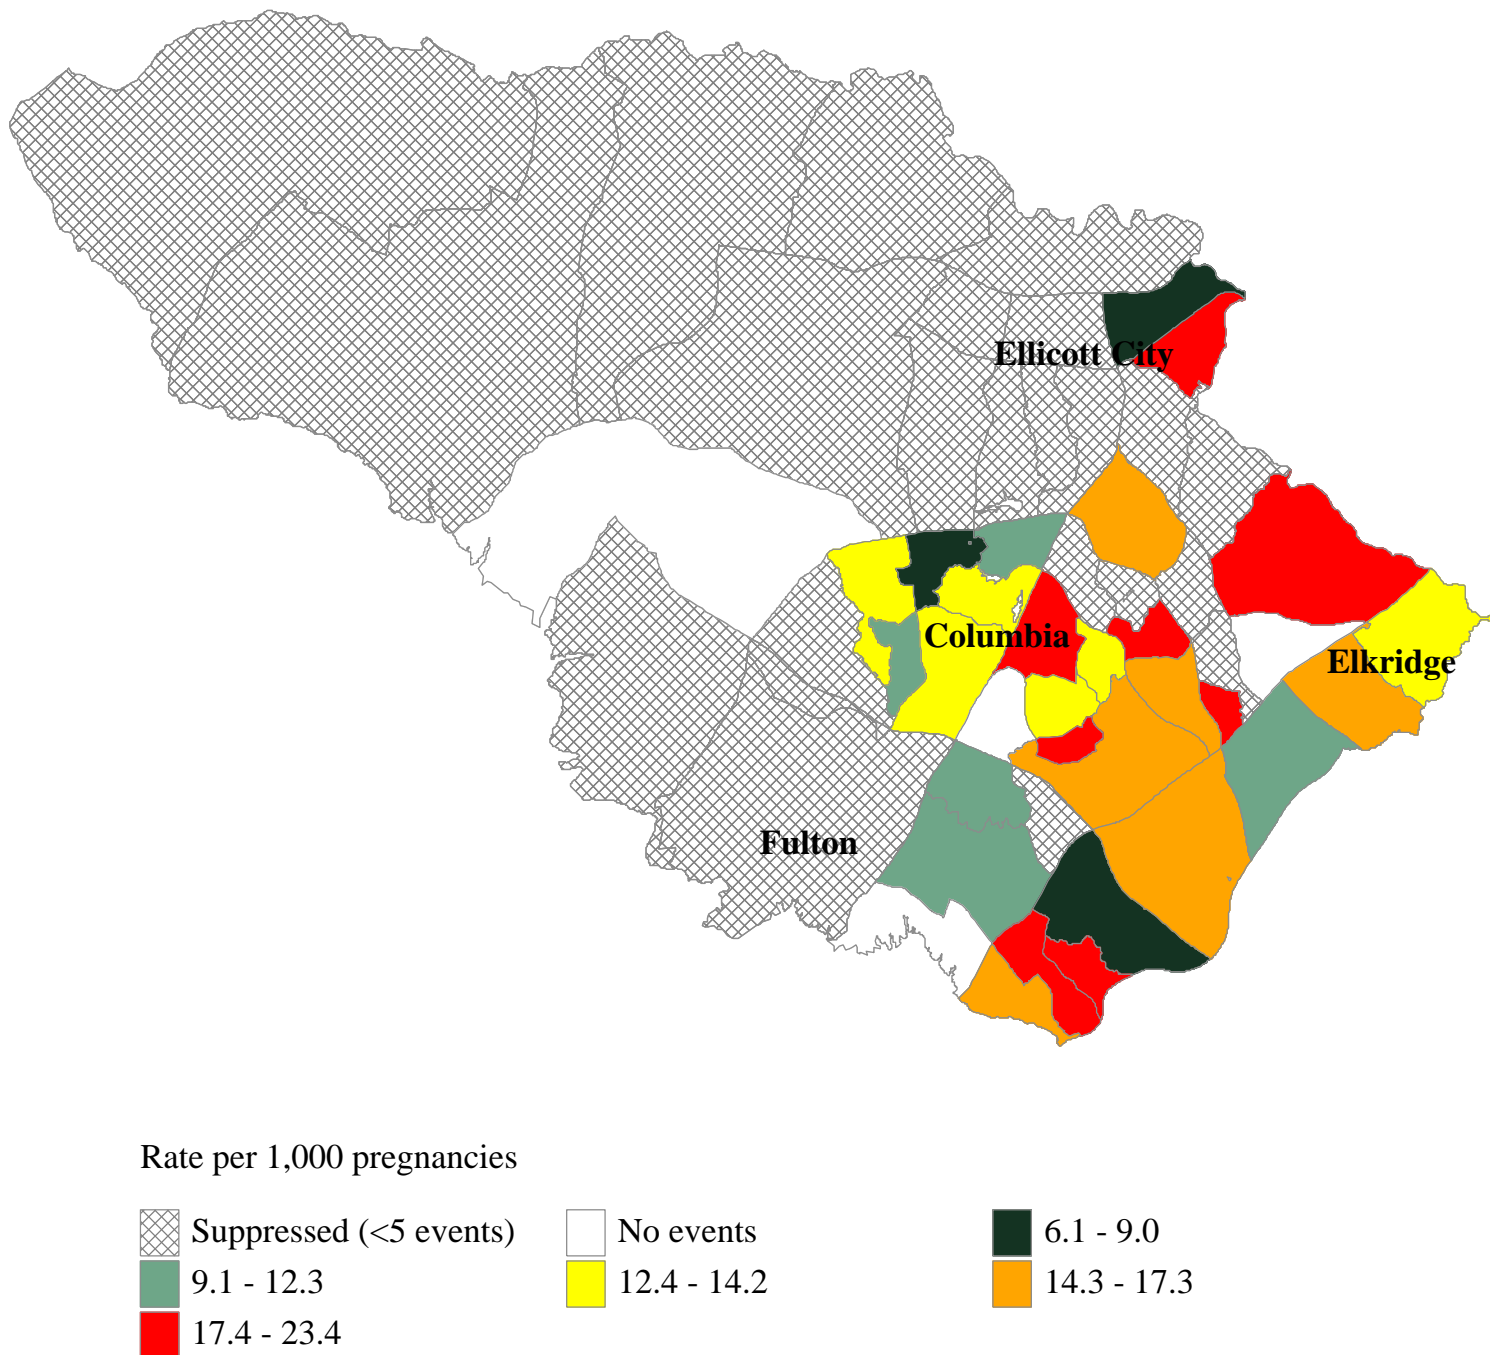 Ellicott City
Columbia
Elkridge
Fulton
Rate per 1,000 pregnancies
Suppressed (<5 events)
No events
6.1 - 9.0
9.1 - 12.3
12.4 - 14.2
14.3 - 17.3
17.4 - 23.4